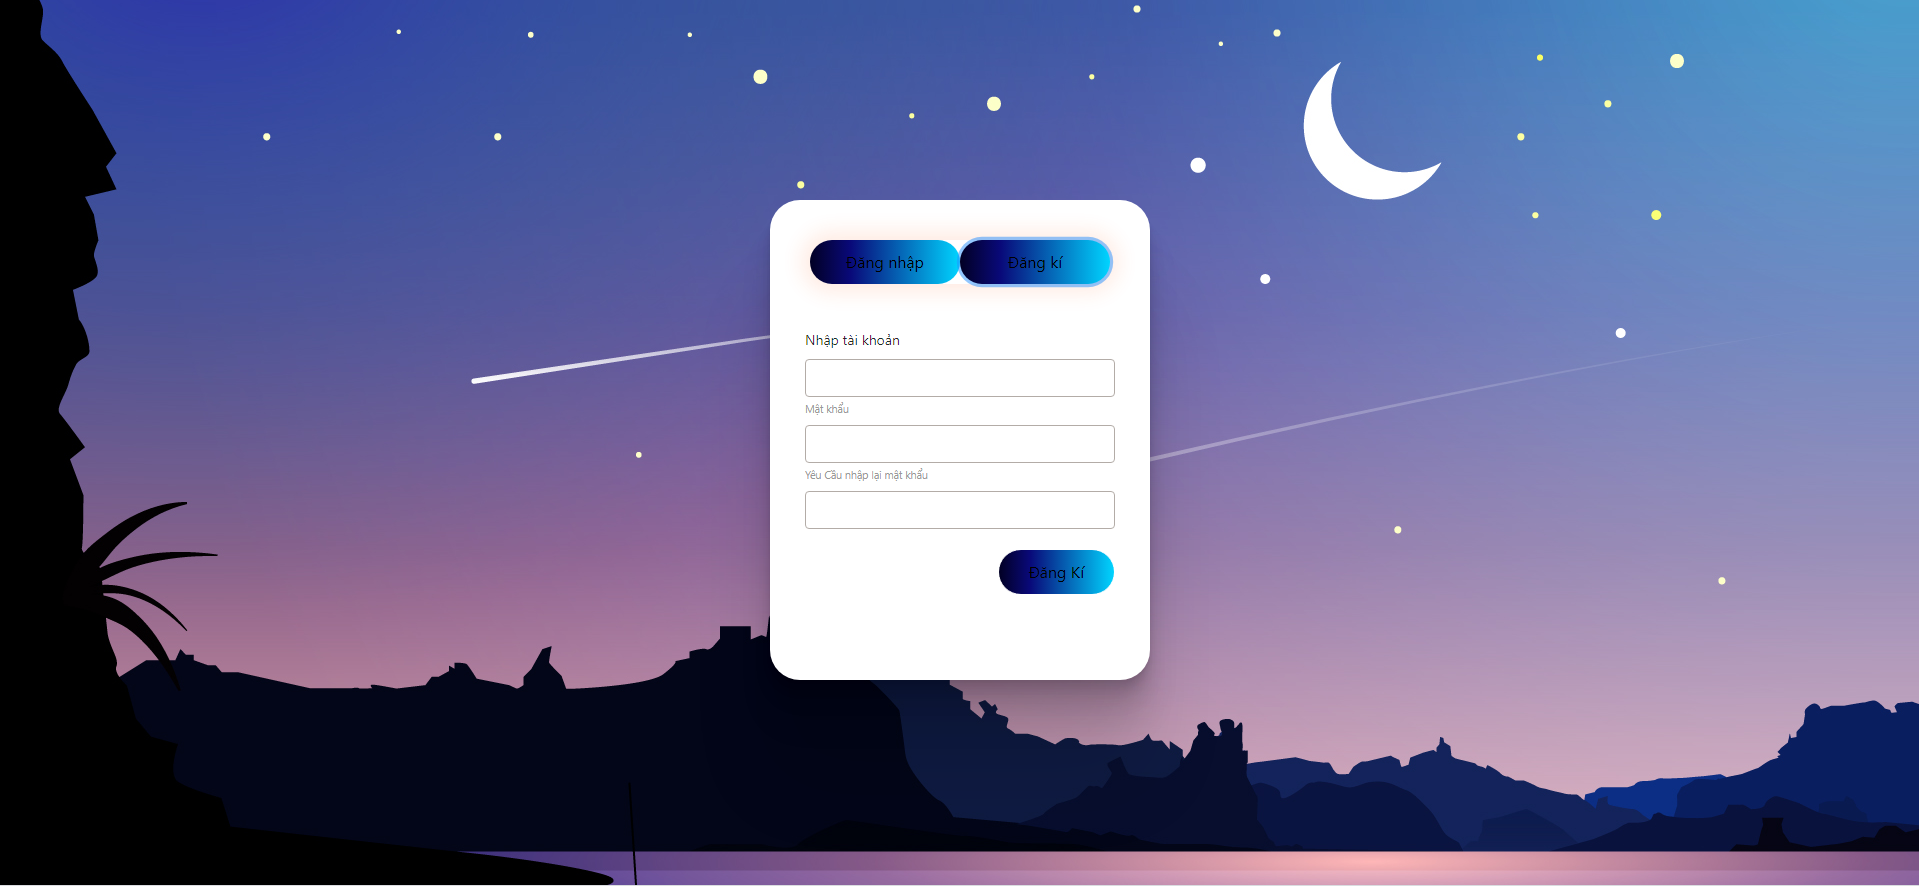 Đăng nhập Đăng kí
Nhập tài khoản
Mật khẩu
Yêu Cầu nhập lại mật khẩu
Đăng Kí